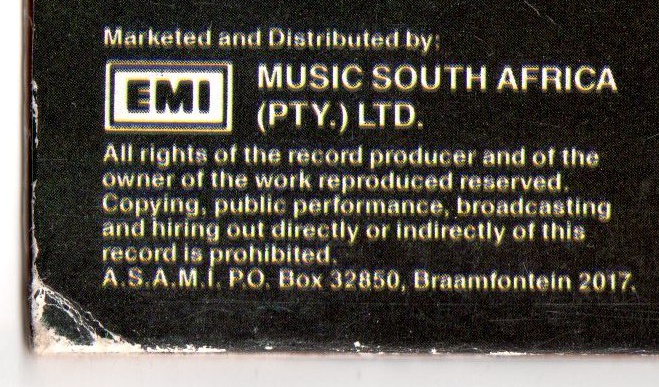 Marketed and Distributed by:
EMI MUSIC SOUTH AFRICA
(PTY.) LTD.
All rights of the record producer and of the
owner of the work reproduced reserved.
Copying, public performance, broadcasting
and hiring out directly or indirectly of this
record is prohibited.
A.S.A.M.I. P.O. Box 32850, Braamfontein 2017.